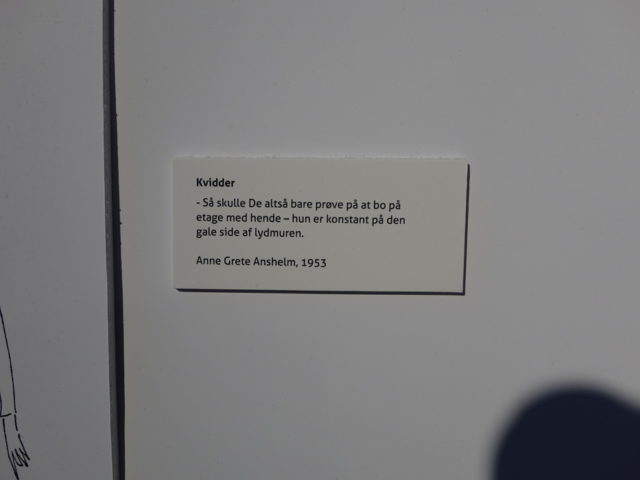 Kvidder
- Så skulle De altså bare prøve på at bo på
etage med hende – hun er konstant på den
gale side af lydmuren.
Anne Grete Anshelm, 1953